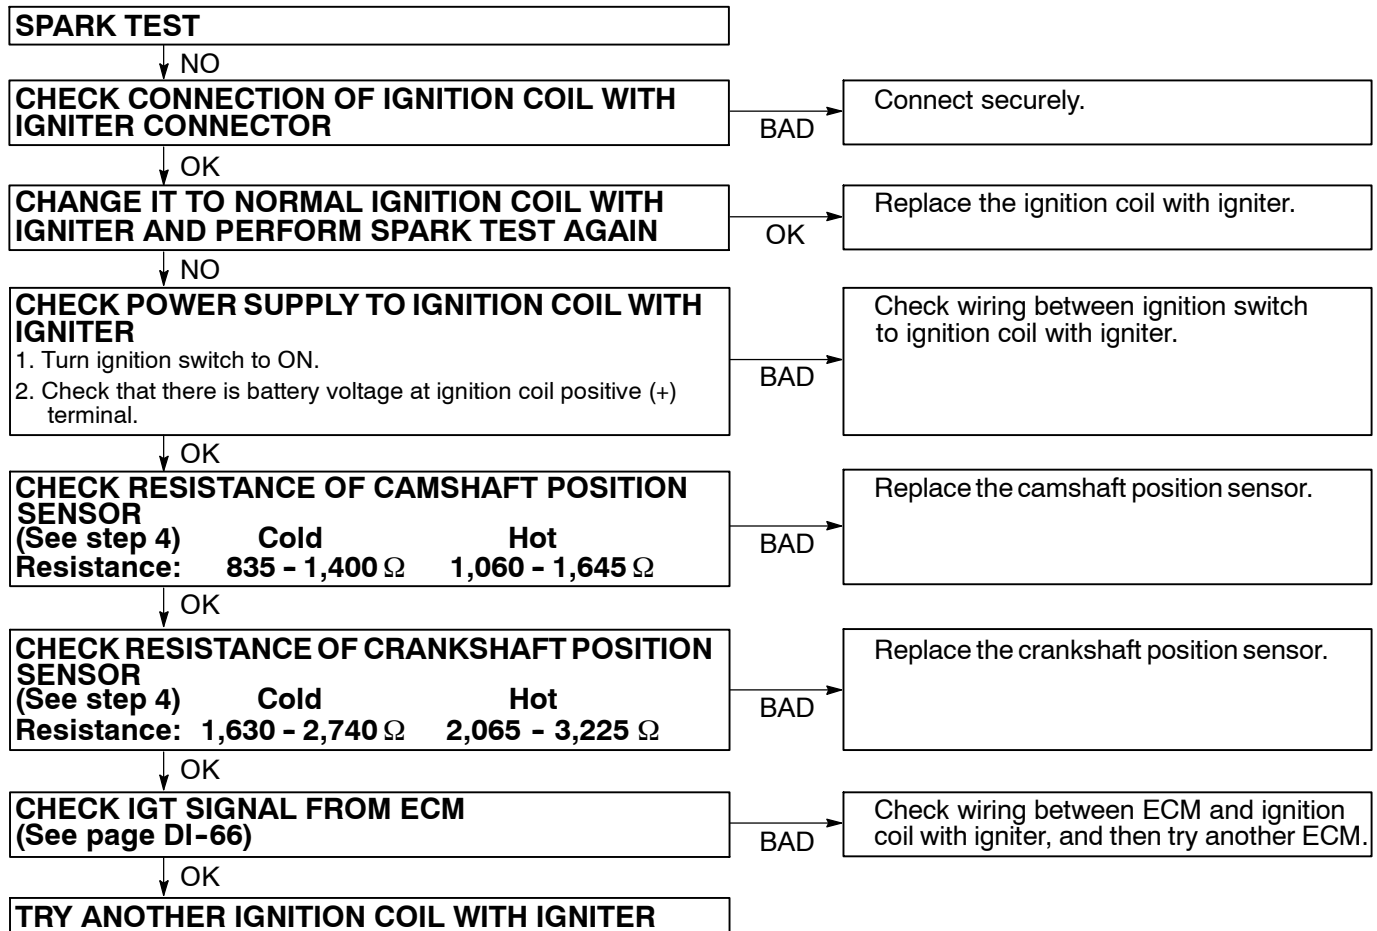 SPARK TEST
NO
CHECK CONNECTION OF IGNITION COIL WITH
IGNITER CONNECTOR
BAD
Connect securely.
OK
CHANGE IT TO NORMAL IGNITION COIL WITH
IGNITER AND PERFORM SPARK TEST AGAIN
OK
Replace the ignition coil with igniter.
NO
CHECK POWER SUPPLY TO IGNITION COIL WITH
IGNITER
1. Turn ignition switch to ON.
2. Check that there is battery voltage at ignition coil positive (+)
terminal.
BAD
Check wiring between ignition switch
to ignition coil with igniter.
OK
CHECK RESISTANCE OF CAMSHAFT POSITION
SENSOR
(See step 4) Cold Hot
Resistance: 835 - 1,400 Ω 1,060 - 1,645 Ω
BAD
Replace the camshaft position sensor.
OK
CHECK RESISTANCE OF CRANKSHAFT POSITION
SENSOR
(See step 4) Cold Hot
Resistance: 1,630 - 2,740 Ω 2,065 - 3,225 Ω
BAD
Replace the crankshaft position sensor.
OK
CHECK IGT SIGNAL FROM ECM
(See page DI-66)
BAD
Check wiring between ECM and ignition
coil with igniter, and then try another ECM.
OK
TRY ANOTHER IGNITION COIL WITH IGNITER